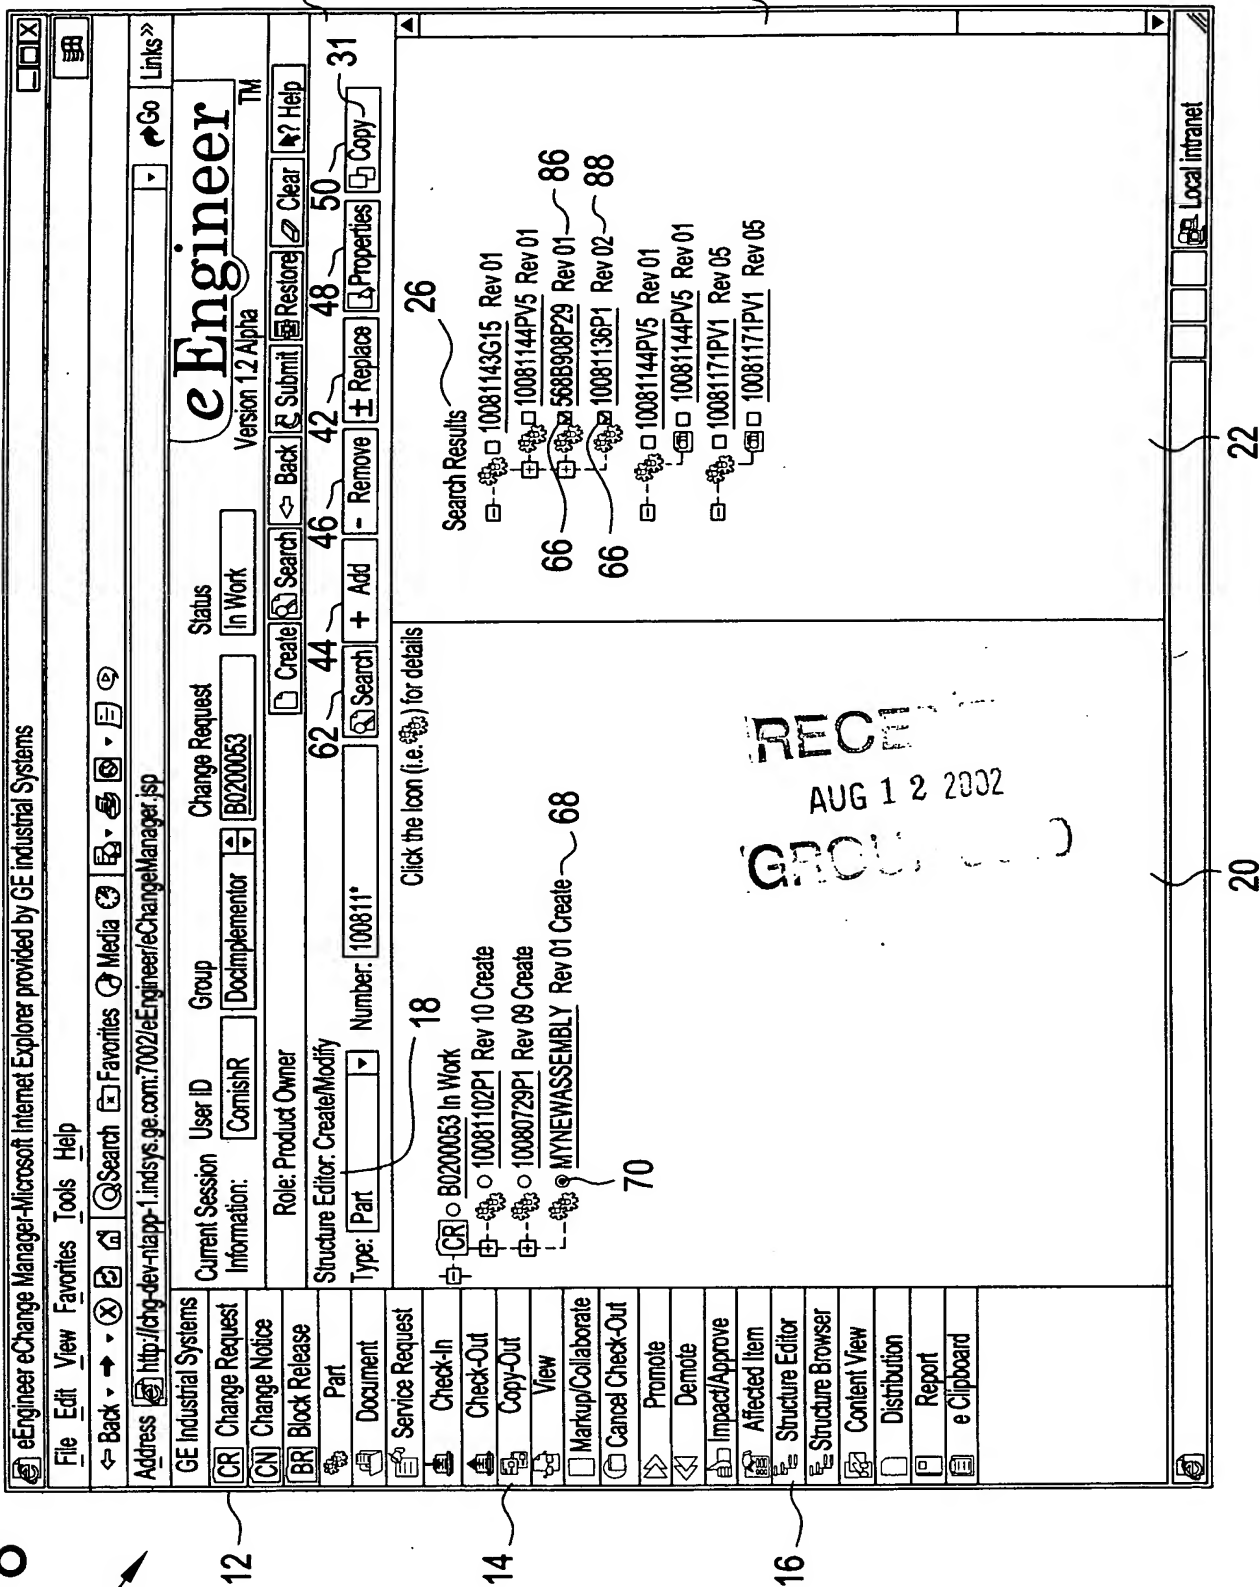 eEngineer eChange Manager-Microsoft Internet Explorer provided by GE industrial Systems
File Edit View Favorites Tools Help
Back Search Favorites Media
Address http://chg-dev-ntapp-1.indsys.ge.com:7002/eEngineer/eChangeManager.jsp Go Links»
GE Industrial Systems
CR Change Request
CN Change Notice
BR Block Release
Part
Document
Service Request
Check-In
Check-Out
Copy-Out
View
Markup/Collaborate
Cancel Check-Out
Promote
Demote
Impact/Approve
Affected Item
Structure Editor
Structure Browser
Content View
Distribution
Report
e Clipboard
Current Session Information:
User ID Group Change Request Status
CornishR DocImplementor B0200053 In Work
eEngineer TM
Version 1.2 Alpha
Role: Product Owner
Create Search Back Submit Restore Clear ? Help
Structure Editor: Create/Modify
62 44 46 42 48 50 31
Type: Part Number: 100811* Search + Add - Remove ± Replace Properties Copy
18
Click the Icon (i.e. ) for details
CR B020053 In Work
10081102P1 Rev 10 Create
10080729P1 Rev 09 Create
MYNEWASSEMBLY Rev 01 Create 68
70
Search Results 26
10081143G15 Rev 01
10081144PV5 Rev 01
66 568B908P29 Rev 01 86
66 10081136P1 Rev 02 88
10081144PV5 Rev 01
10081144PV5 Rev 01
10081171PV1 Rev 05
10081171PV1 Rev 05
AUG 12 2002
Local intranet
12
14
16
20
22